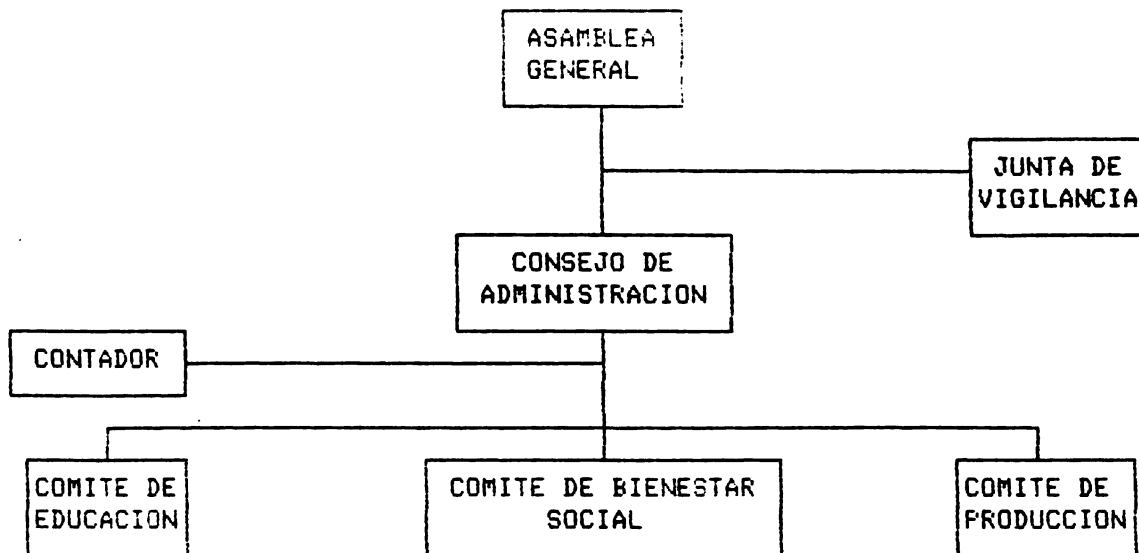 ASAMBLEA
GENERAL
JUNTA DE
VIGILANCIA
CONSEJO DE
ADMINISTRACION
CONTADOR
COMITE DE
EDUCACION
COMITE DE BIENESTAR
SOCIAL
COMITE DE
PRODUCCION